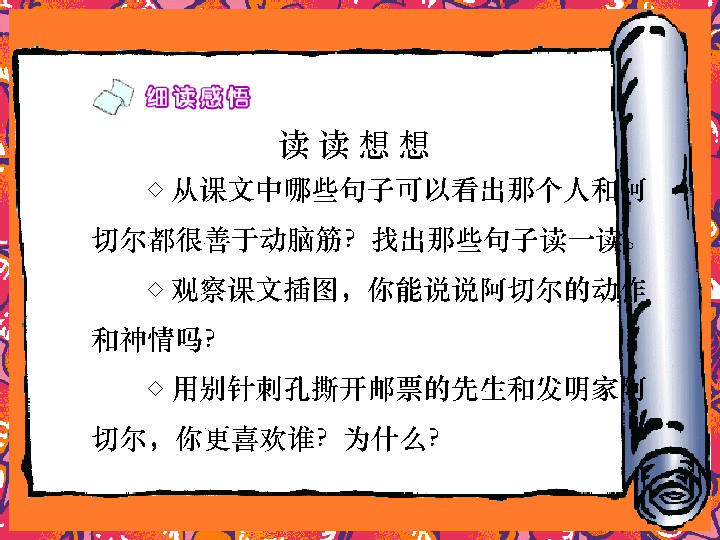 细读感悟
读读想想
◇ 从课文中哪些句子可以看出那个人和阿
切尔都很善于动脑筋？找出那些句子读一读。
◇ 观察课文插图，你能说说阿切尔的动作
和神情吗？
◇ 用别针刺孔撕开邮票的先生和发明家阿
切尔，你更喜欢谁？为什么？